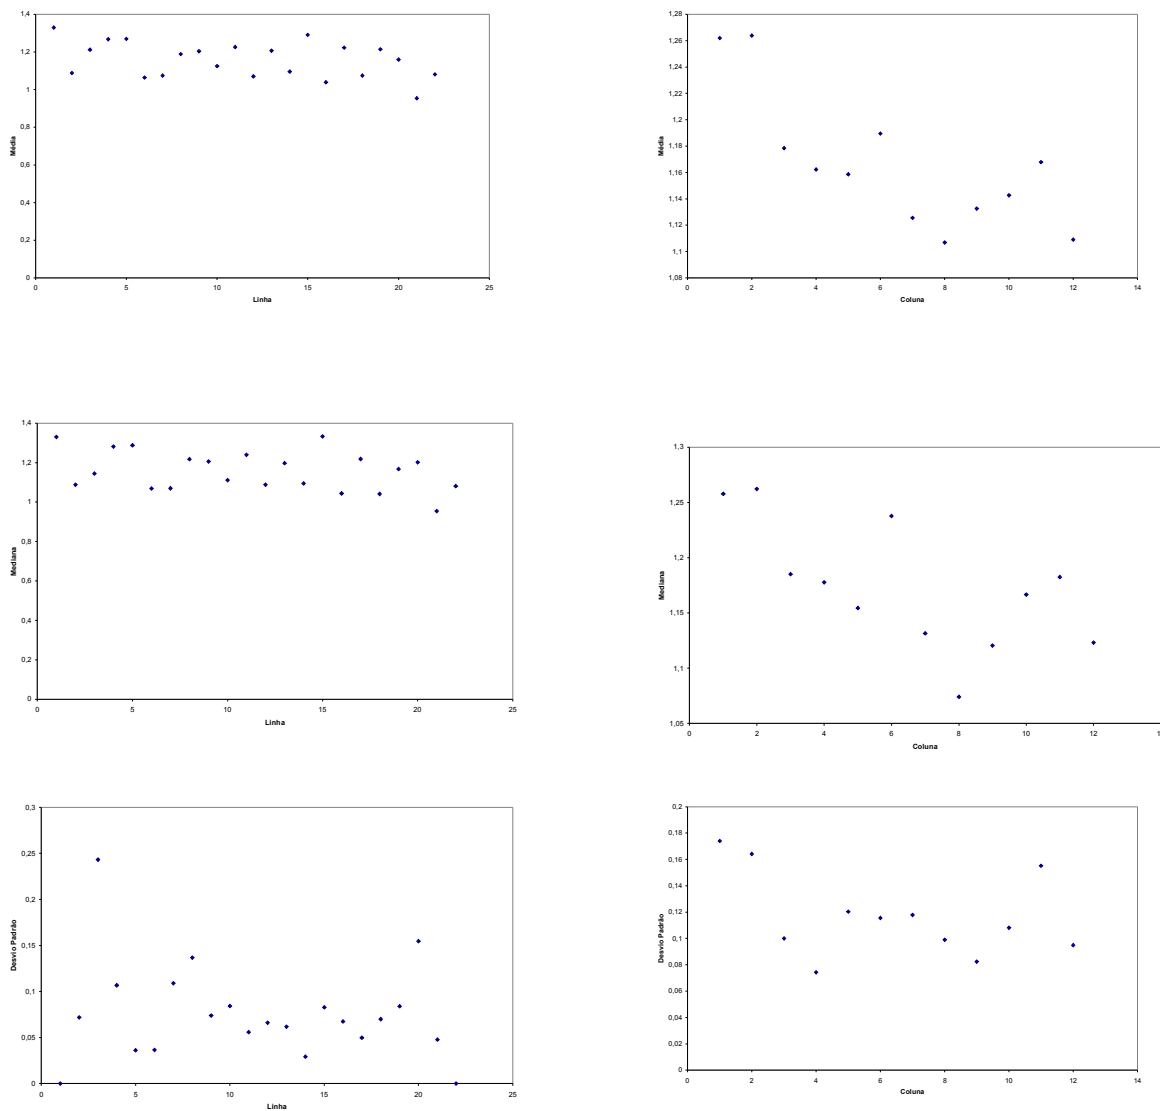 1,4
1,2
1
0,8
0,6
0,4
0,2
0
Média
0 5 10 15 20 25
Linha
1,28
1,26
1,24
1,22
1,2
1,18
1,16
1,14
1,12
1,1
1,08
Média
0 2 4 6 8 10 12 14
Coluna
1,4
1,2
1
0,8
0,6
0,4
0,2
0
Mediana
0 5 10 15 20 25
Linha
1,3
1,25
1,2
1,15
1,1
1,05
Mediana
0 2 4 6 8 10 12
Coluna
0,3
0,25
0,2
0,15
0,1
0,05
0
Desvio Padrão
0 5 10 15 20 25
Linha
0,2
0,18
0,16
0,14
0,12
0,1
0,08
0,06
0,04
0,02
0
Desvio Padrão
0 2 4 6 8 10 12 14
Coluna